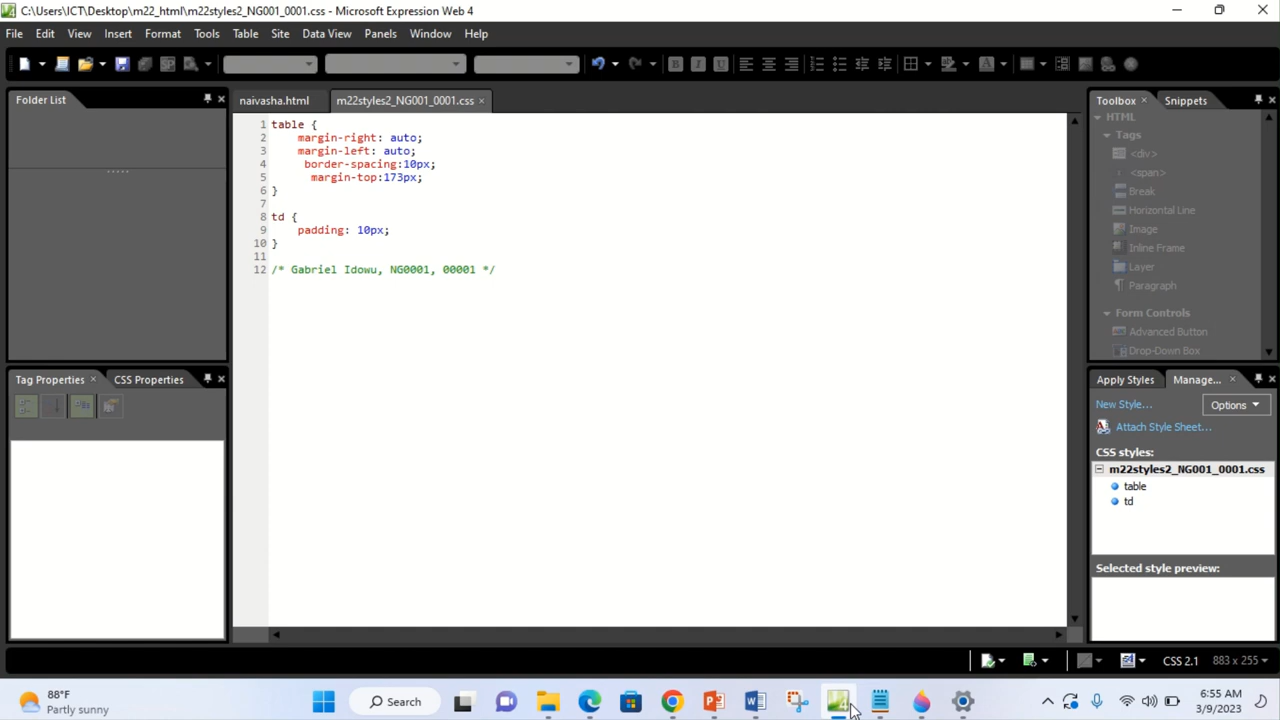 C:\Users\ICT\Desktop\m22_html\m22styles2_NG001_0001.css - Microsoft Expression Web 4
File Edit View Insert Format Tools Table Site Data View Panels Window Help
Folder List
naivasha.html
m22styles2_NG001_0001.css
Toolbox
Snippets
1 table {
2 margin-right: auto;
3 margin-left: auto;
4 border-spacing:10px;
5 margin-top:173px;
6 }
7
8 td {
9 padding: 10px;
10 }
11
12 /* Gabriel Idowu, NG0001, 00001 */
HTML
Tags
<div>
<span>
Break
Horizontal Line
Image
Inline Frame
Layer
Paragraph
Form Controls
Advanced Button
Drop-Down Box
Tag Properties
CSS Properties
Apply Styles
Manage...
New Style...
Options
Attach Style Sheet...
CSS styles:
m22styles2_NG001_0001.css
table
td
Selected style preview:
CSS 2.1
883 x 255
88°F
Partly sunny
Search
6:55 AM
3/9/2023